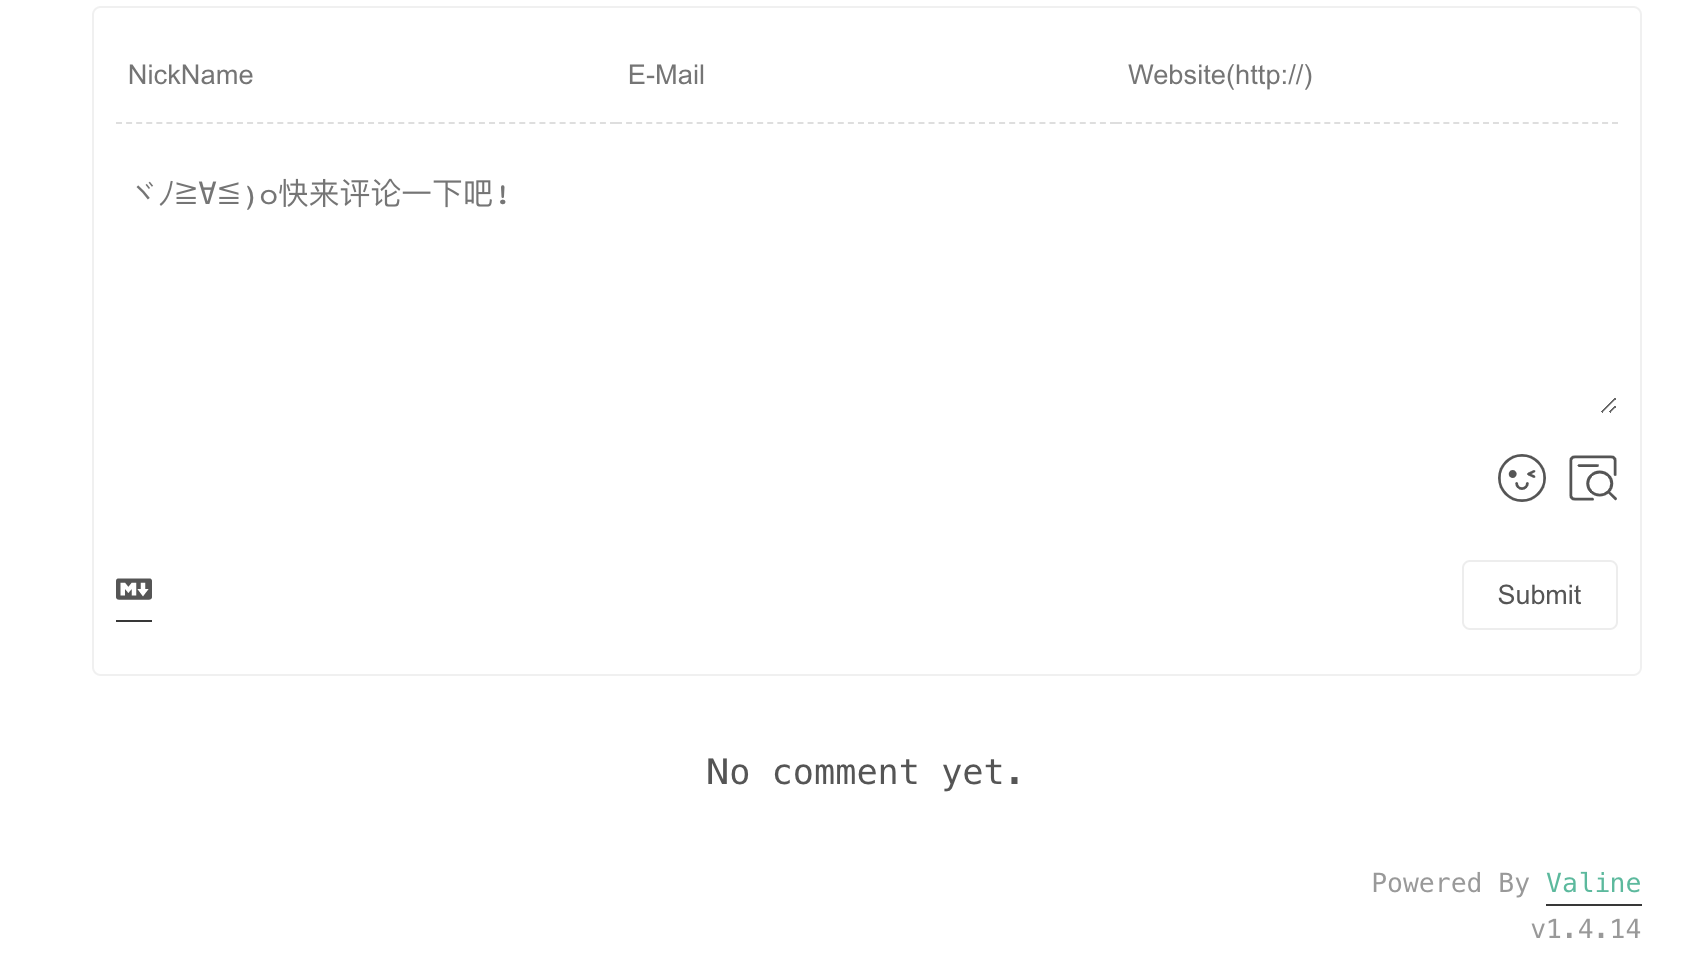 NickName E-Mail Website(http://)
ヾﾉ≧∀≦)o快来评论一下吧!
M↓ Submit
No comment yet.
Powered By Valine
v1.4.14